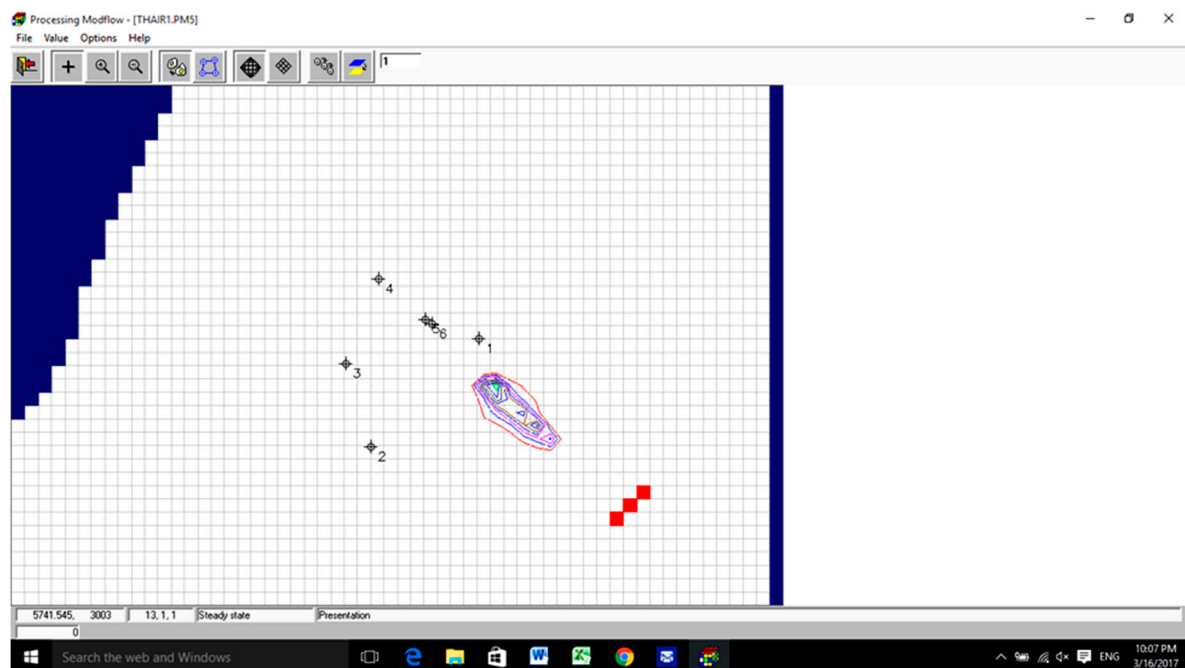 Processing Modflow - [THAIR1.PM5]
File Value Options Help
1
4
56
1
3
2
5741.545, 3003 13, 1, 1 Steady state Presentation
0
Search the web and Windows
ENG 10:07 PM
3/16/2017